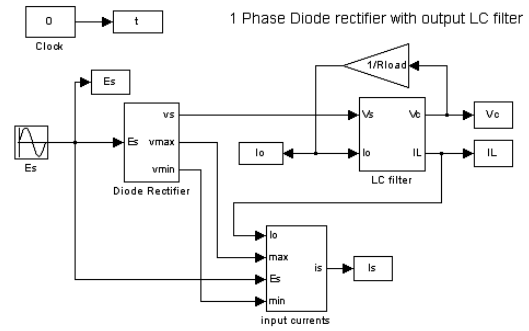 1 Phase Diode rectifier with output LC filter
0
t
Clock
Es
1/Rload
Es
Es
vs
vmax
vmin
Diode Rectifier
Vs
Io
Vc
IL
LC filter
Vc
IL
Io
Io
max
Es
min
is
input currents
Is